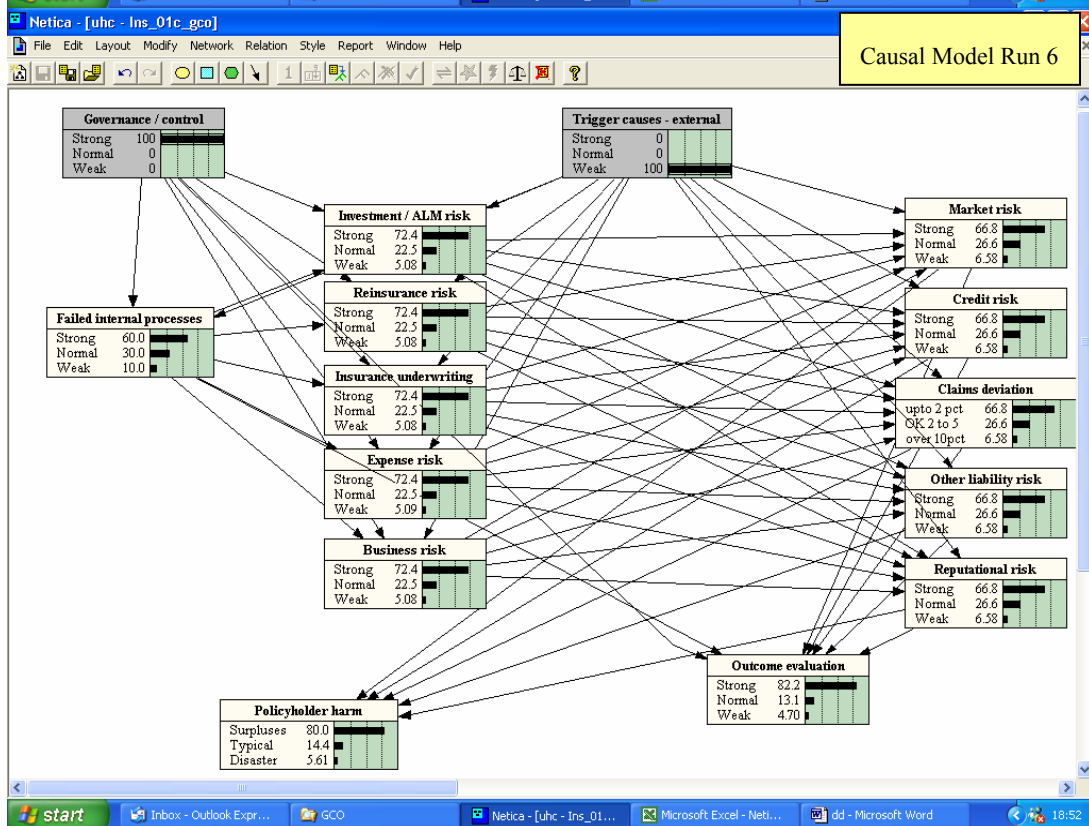 Netica - [uhc - Ins_01c_gco]
File Edit Layout Modify Network Relation Style Report Window Help
Causal Model Run 6
Governance / control
Strong 100
Normal 0
Weak 0
Trigger causes - external
Strong 0
Normal 0
Weak 100
Investment / ALM risk
Strong 72.4
Normal 22.5
Weak 5.08
Market risk
Strong 66.8
Normal 26.6
Weak 6.58
Reinsurance risk
Strong 72.4
Normal 22.5
Weak 5.08
Credit risk
Strong 66.8
Normal 26.6
Weak 6.58
Failed internal processes
Strong 60.0
Normal 30.0
Weak 10.0
Insurance underwriting
Strong 72.4
Normal 22.5
Weak 5.08
Claims deviation
upto 2 pct 66.8
OK 2 to 5 26.6
over 10pct 6.58
Expense risk
Strong 72.4
Normal 22.5
Weak 5.09
Other liability risk
Strong 66.8
Normal 26.6
Weak 6.58
Business risk
Strong 72.4
Normal 22.5
Weak 5.08
Reputational risk
Strong 66.8
Normal 26.6
Weak 6.58
Outcome evaluation
Strong 82.2
Normal 13.1
Weak 4.70
Policyholder harm
Surpluses 80.0
Typical 14.4
Disaster 5.61
start
Inbox - Outlook Expr...
GCO
Netica - [uhc - Ins_01...
Microsoft Excel - Neti...
dd - Microsoft Word
18:52